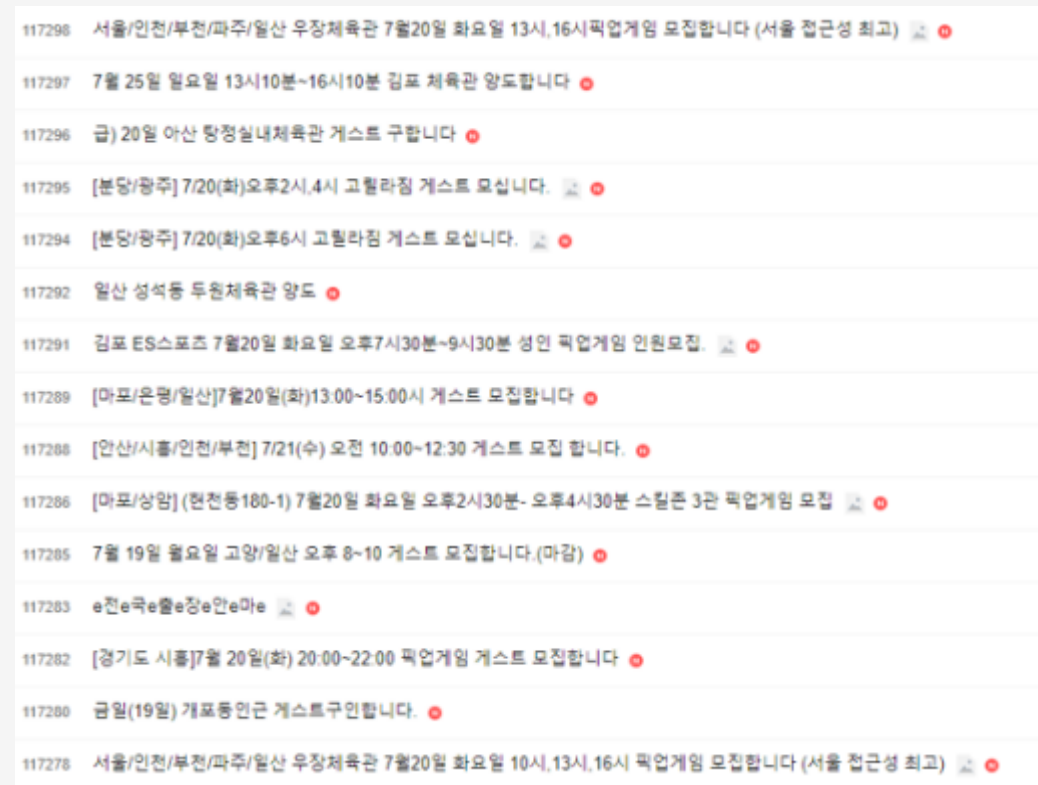 117298 서울/인천/부천/파주/일산 우장체육관 7월20일 화요일 13시,16시픽업게임 모집합니다 (서울 접근성 최고)
117297 7월 25일 일요일 13시10분~16시10분 김포 체육관 양도합니다
117296 급) 20일 아산 탕정실내체육관 게스트 구합니다
117295 [분당/광주] 7/20(화)오후2시,4시 고릴라짐 게스트 모십니다.
117294 [분당/광주] 7/20(화)오후6시 고릴라짐 게스트 모십니다.
117292 일산 성석동 두원체육관 양도
117291 김포 ES스포츠 7월20일 화요일 오후7시30분~9시30분 성인 픽업게임 인원모집.
117289 [마포/은평/일산]7월20일(화)13:00~15:00시 게스트 모집합니다
117288 [안산/시흥/인천/부천] 7/21(수) 오전 10:00~12:30 게스트 모집 합니다.
117286 [마포/상암] (현천동180-1) 7월20일 화요일 오후2시30분- 오후4시30분 스킬존 3관 픽업게임 모집
117285 7월 19일 월요일 고양/일산 오후 8~10 게스트 모집합니다.(마감)
117283 e전e국e출e장e안e마e
117282 [경기도 시흥]7월 20일(화) 20:00~22:00 픽업게임 게스트 모집합니다
117280 금일(19일) 개포동인근 게스트구인합니다.
117278 서울/인천/부천/파주/일산 우장체육관 7월20일 화요일 10시,13시,16시 픽업게임 모집합니다 (서울 접근성 최고)